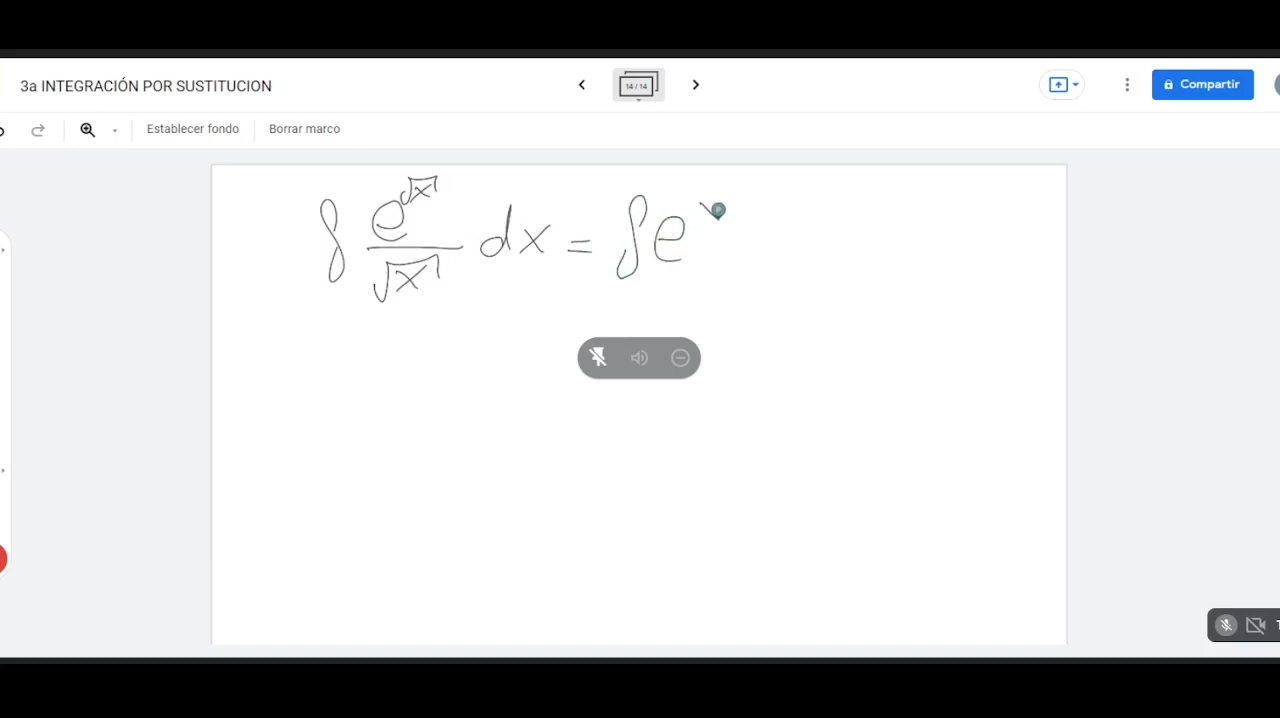 3a INTEGRACIÓN POR SUSTITUCION
14 / 14
Compartir
Establecer fondo
Borrar marco
∫ e^√x / √x dx = ∫ e
P